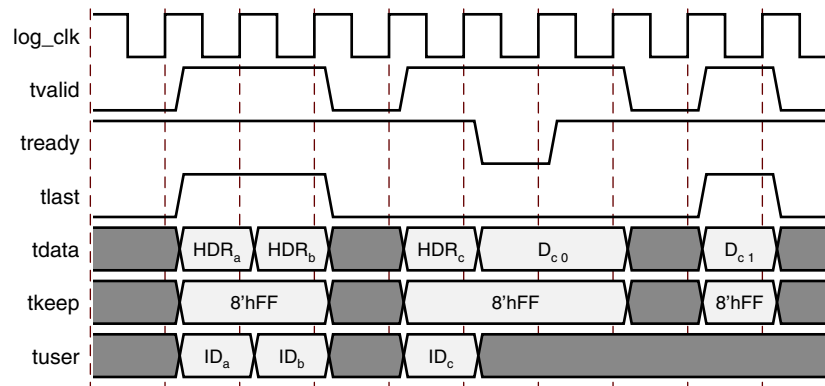 log_clk
tvalid
tready
tlast
tdata HDRa HDRb HDRc Dc 0 Dc 1
tkeep 8'hFF 8'hFF 8'hFF
tuser IDa IDb IDc